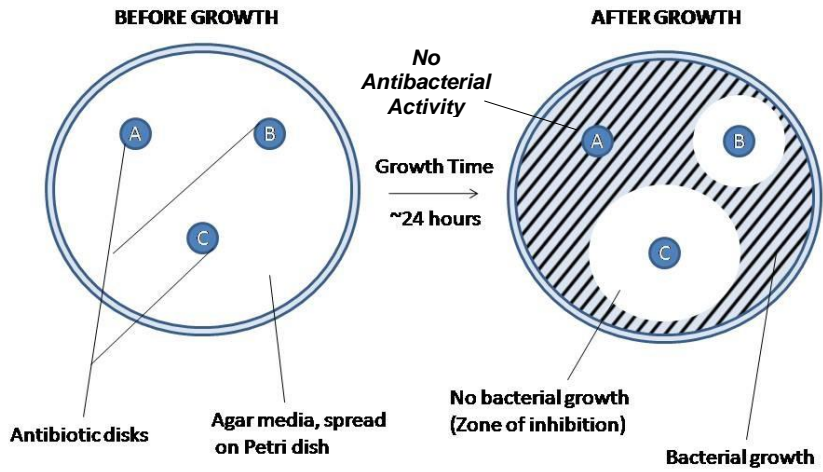 BEFORE GROWTH
AFTER GROWTH
No
Antibacterial
Activity
A
B
C
Growth Time
~24 hours
A
B
C
Antibiotic disks
Agar media, spread
on Petri dish
No bacterial growth
(Zone of inhibition)
Bacterial growth